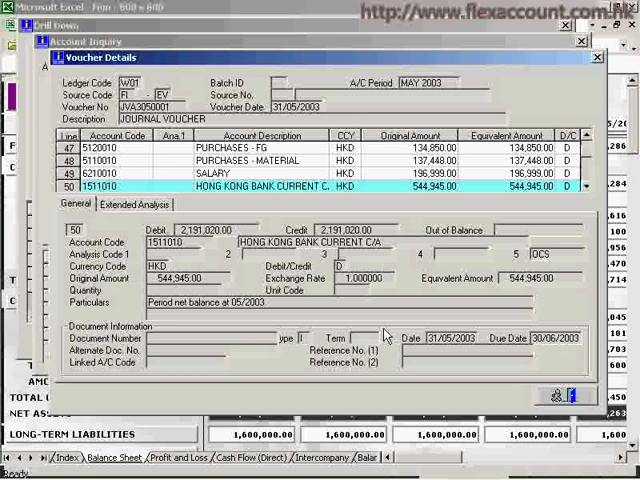 Microsoft Excel
http://www.flexaccount.com.hk
Drill Down
Account Inquiry
Voucher Details
Ledger Code W01 Batch ID A/C Period MAY 2003
Source Code FI - EV Source No.
Voucher No JVA3050001 Voucher Date 31/05/2003
Description JOURNAL VOUCHER
Line Account Code Ana.1 Account Description CCY Original Amount Equivalent Amount D/C
47 5120010 PURCHASES - FG HKD 134,850.00 134,850.00 D
48 5110010 PURCHASES - MATERIAL HKD 137,448.00 137,448.00 D
49 6210010 SALARY HKD 196,999.00 196,999.00 D
50 1511010 HONG KONG BANK CURRENT C. HKD 544,945.00 544,945.00 D
General Extended Analysis
50 Debit. 2,191,020.00 Credit 2,191,020.00 Out of Balance
Account Code 1511010 HONG KONG BANK CURRENT C/A
Analysis Code 1 2 3 4 5 OCS
Currency Code HKD Debit/Credit D
Original Amount 544,945.00 Exchange Rate 1.000000 Equivalent Amount 544,945.00
Quantity Unit Code
Particulars Period net balance at 05/2003
Document Information
Document Number ype I Term Date 31/05/2003 Due Date 30/06/2003
Alternate Doc. No. Reference No. (1)
Linked A/C Code Reference No. (2)
AMO
TOTAL
NET ASSETS
LONG-TERM LIABILITIES 1,600,000.00 1,600,000.00 1,600,000.00 1,600,000.00 1,600,0
Index Balance Sheet Profit and Loss Cash Flow (Direct) Intercompany Balar
Ready